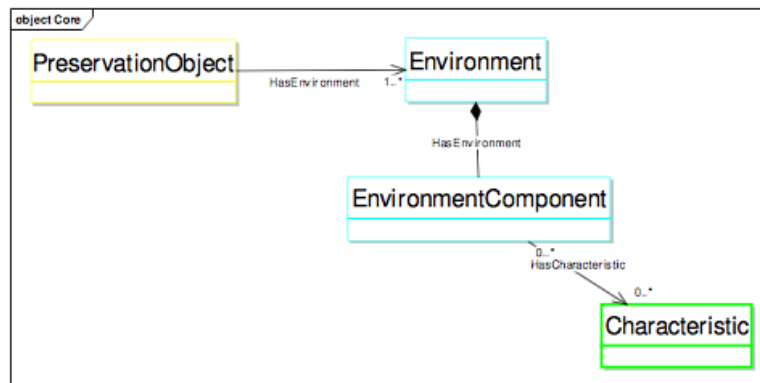 object Core
PreservationObject
Environment
HasEnvironment
1..*
HasEnvironment
EnvironmentComponent
0..*
HasCharacteristic
0..*
Characteristic